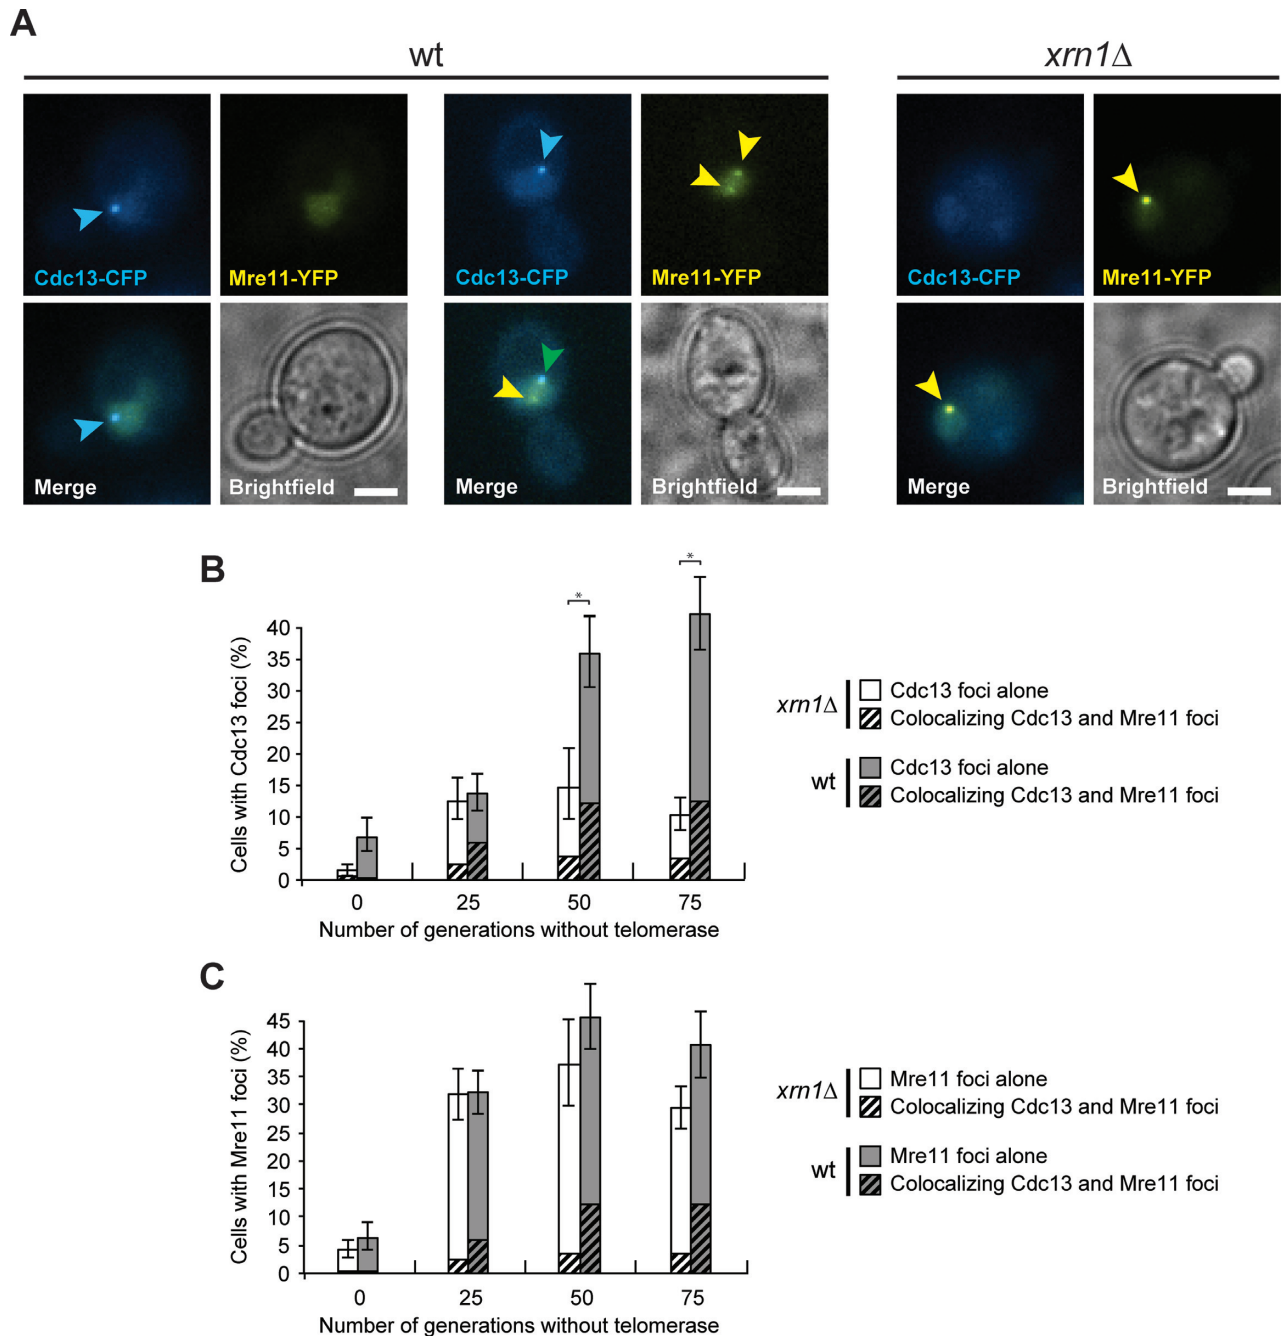 A
wt
xrn1Δ
Cdc13-CFP
Mre11-YFP
Cdc13-CFP
Mre11-YFP
Cdc13-CFP
Mre11-YFP
Merge
Brightfield
Merge
Brightfield
Merge
Brightfield
B
Cells with Cdc13 foci (%)
40
35
30
25
20
15
10
5
0
*
*
0
25
50
75
Number of generations without telomerase
xrn1Δ
Cdc13 foci alone
Colocalizing Cdc13 and Mre11 foci
wt
Cdc13 foci alone
Colocalizing Cdc13 and Mre11 foci
C
Cells with Mre11 foci (%)
45
40
35
30
25
20
15
10
5
0
0
25
50
75
Number of generations without telomerase
xrn1Δ
Mre11 foci alone
Colocalizing Cdc13 and Mre11 foci
wt
Mre11 foci alone
Colocalizing Cdc13 and Mre11 foci